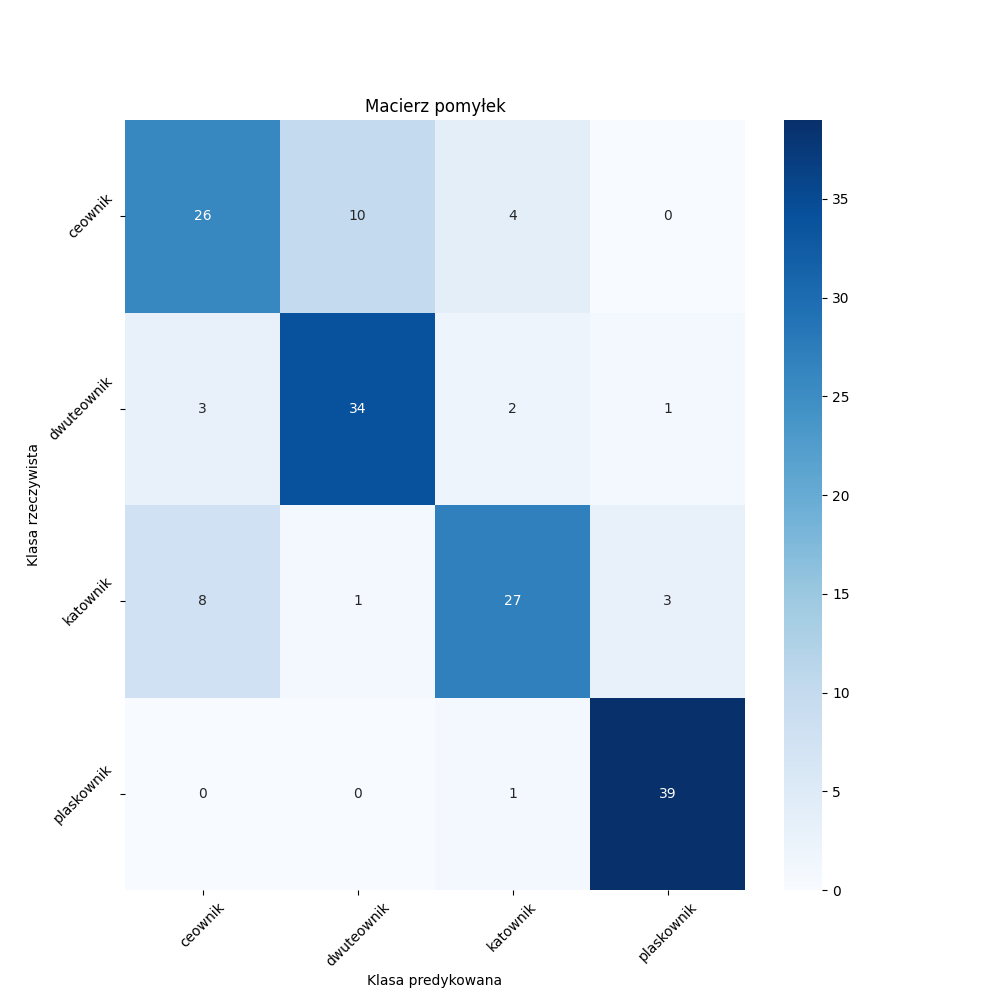 Macierz pomyłek
ceownik 26 10 4 0
dwuteownik 3 34 2 1
katownik 8 1 27 3
plaskownik 0 0 1 39
ceownik dwuteownik katownik plaskownik
Klasa predykowana
Klasa rzeczywista
35
30
25
20
15
10
5
0